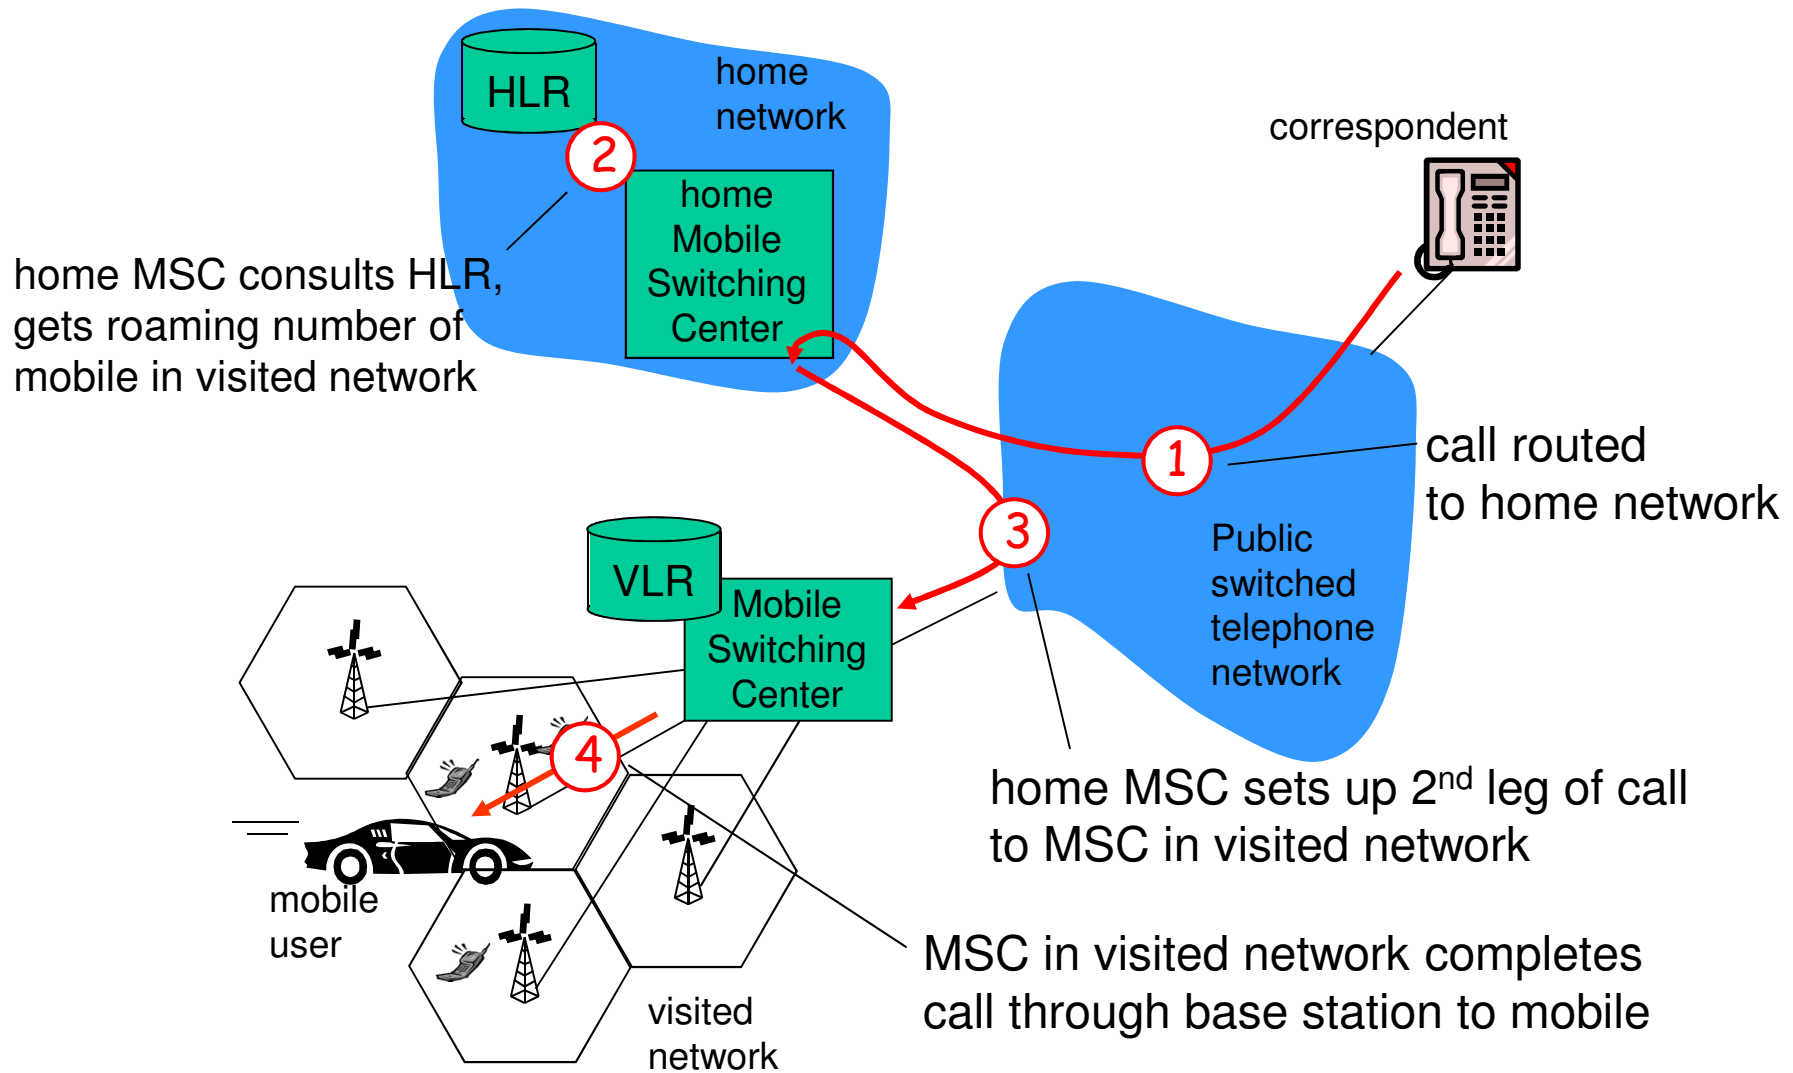 HLR
home
network
2
home
Mobile
Switching
Center
correspondent
home MSC consults HLR,
gets roaming number of
mobile in visited network
1
call routed
to home network
3
Public
switched
telephone
network
VLR
Mobile
Switching
Center
4
home MSC sets up 2nd leg of call
to MSC in visited network
mobile
user
MSC in visited network completes
call through base station to mobile
visited
network